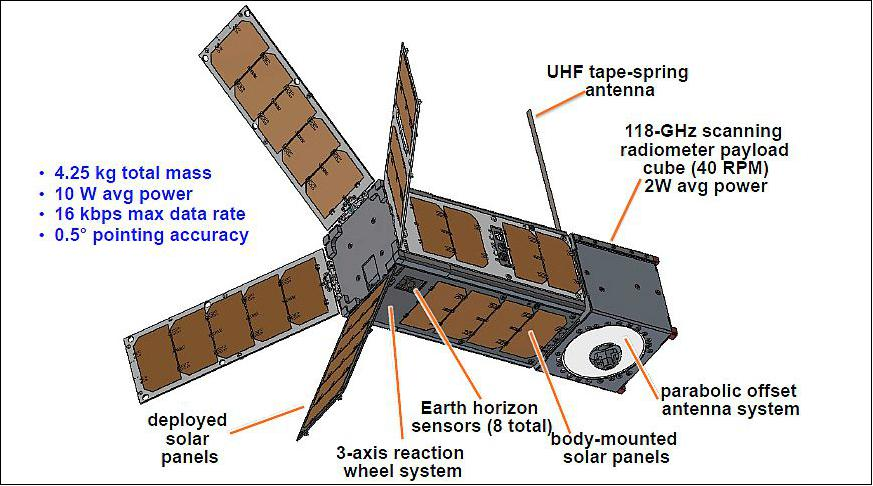 UHF tape-spring
antenna
118-GHz scanning
radiometer payload
cube (40 RPM)
2W avg power
• 4.25 kg total mass
• 10 W avg power
• 16 kbps max data rate
• 0.5° pointing accuracy
parabolic offset
antenna system
Earth horizon
sensors (8 total)
body-mounted
solar panels
deployed
solar
panels
3-axis reaction
wheel system